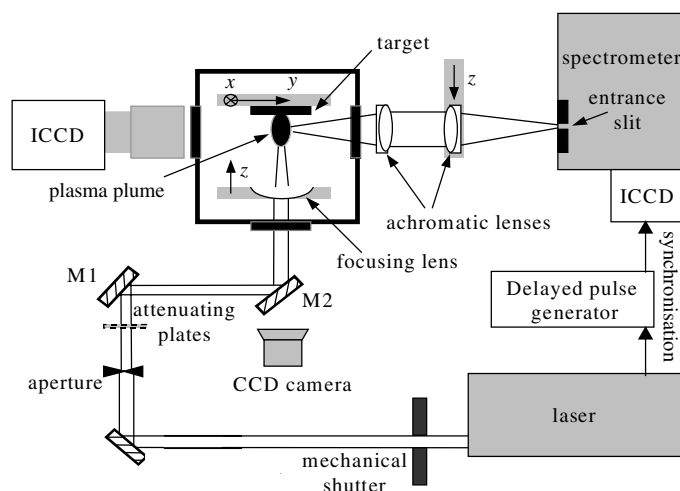 target
x
y
z
spectrometer
entrance
slit
ICCD
plasma plume
z
achromatic lenses
ICCD
focusing lens
M1
M2
attenuating
plates
synchronisation
Delayed pulse
generator
aperture
CCD camera
laser
mechanical
shutter